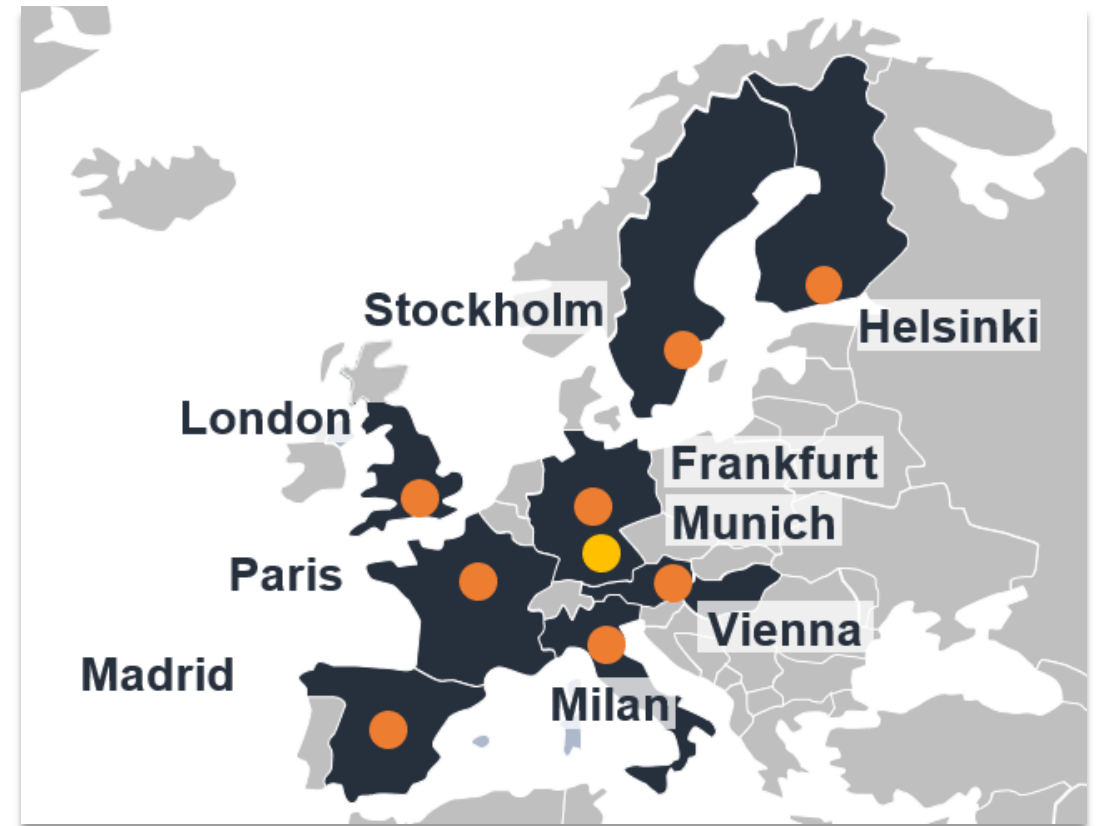 Stockholm
Helsinki
London
Frankfurt
Munich
Paris
Vienna
Madrid
Milan